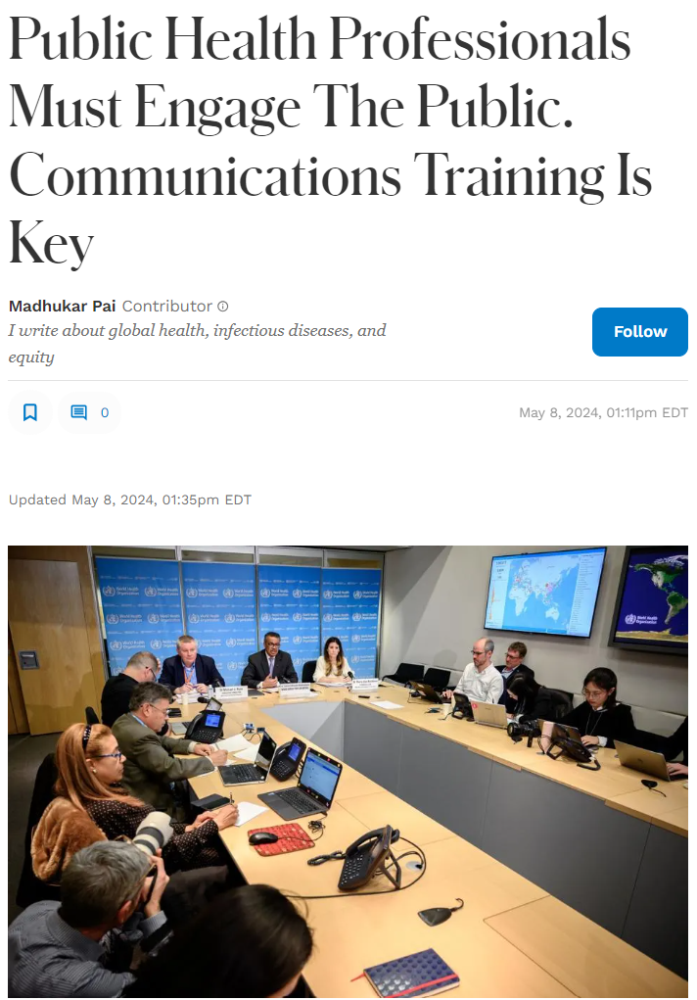 Public Health Professionals
Must Engage The Public.
Communications Training Is
Key
Madhukar Pai Contributor
I write about global health, infectious diseases, and
equity
Follow
0
May 8, 2024, 01:11pm EDT
Updated May 8, 2024, 01:35pm EDT
World Health
Organization